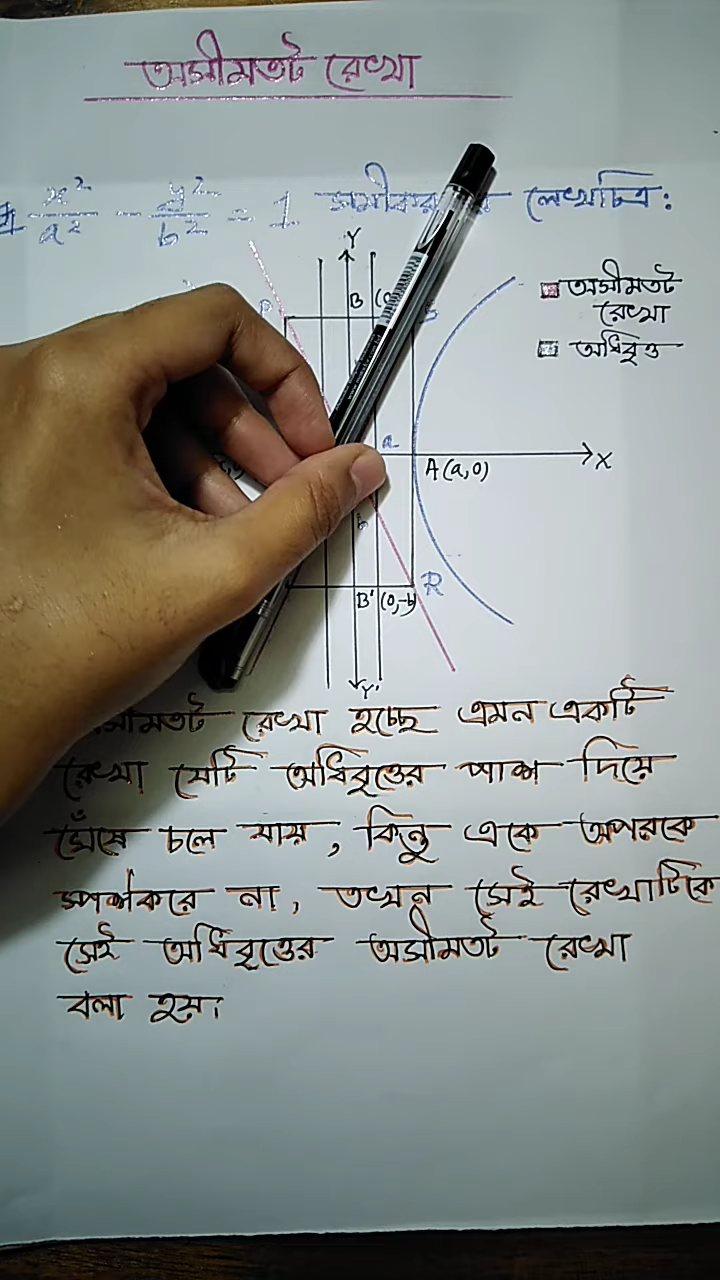 অসীমতট রেখা
x²/a² - y²/b² = 1 লেখচিত্র:
Y
P
B
S
অসীমতট
রেখা
অধিবৃত্ত
a
X
A(a,0)
b
B' (0,-b)
R
Y'
রেখা হচ্ছে এমন একটি
রেখা যেটি অধিবৃত্তের পাশ দিয়ে
ঘেঁষে চলে যায়, কিন্তু একে অপরকে
স্পর্শকরে না, তখন সেই রেখাটিকে
সেই অধিবৃত্তের অসীমতট রেখা
বলা হয়।